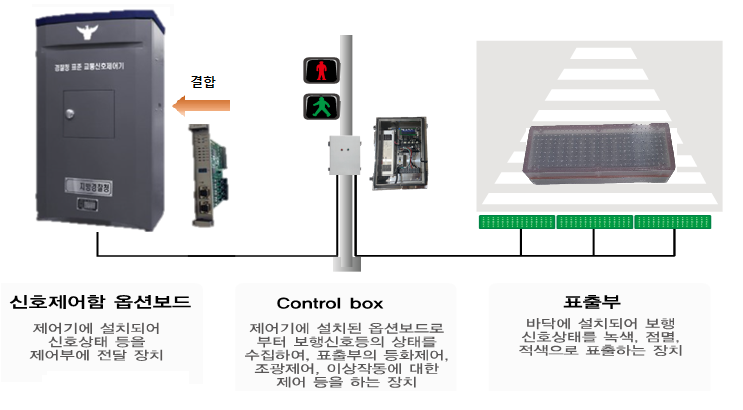 결합
경찰청 표준 교통신호제어기
지방경찰청
신호제어함 옵션보드
제어기에 설치되어
신호상태 등을
제어부에 전달 장치
Control box
제어기에 설치된 옵션보드로
부터 보행신호등의 상태를
수집하여, 표출부의 등화제어,
조광제어, 이상작동에 대한
제어 등을 하는 장치
표출부
바닥에 설치되어 보행
신호상태를 녹색, 점멸,
적색으로 표출하는 장치